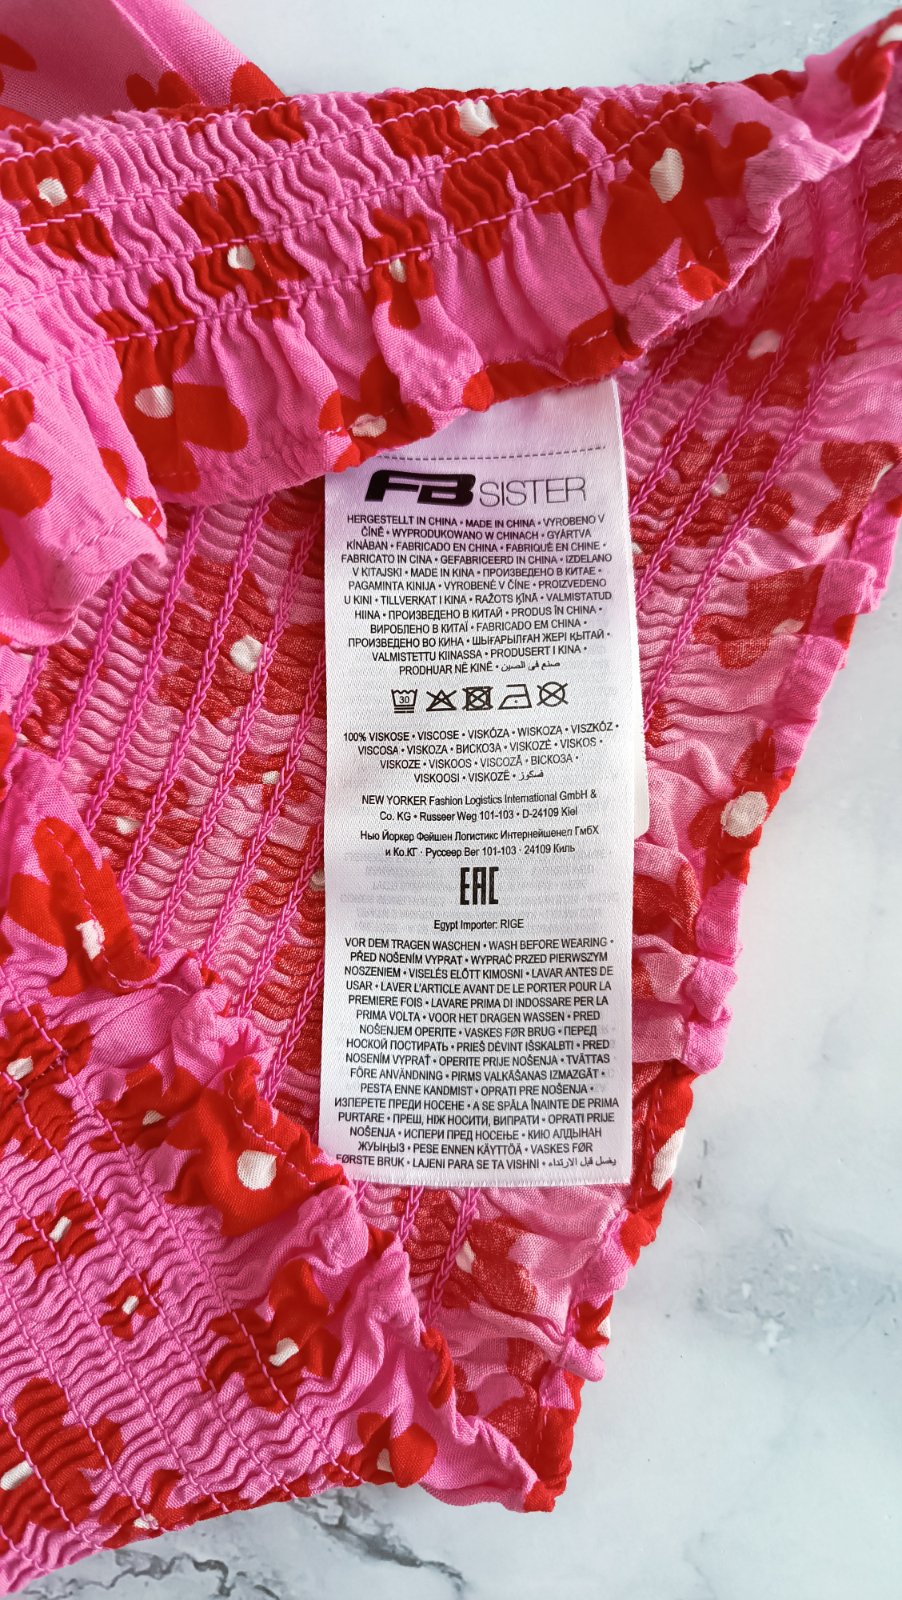 FB SISTER
HERGESTELLT IN CHINA • MADE IN CHINA • VYROBENO V
ČÍNĚ • WYPRODUKOWANO W CHINACH • GYÁRTVA
KÍNÁBAN • FABRICADO EN CHINA • FABRIQUÉ EN CHINE •
FABRICATO IN CINA • GEFABRICEERD IN CHINA • IZDELANO
V KITAJSKI • MADE IN KINA • ПРОИЗВЕДЕНО В КИТАЕ •
PAGAMINTA KINIJA • VYROBENÉ V ČÍNE • PROIZVEDENO
U KINI • TILLVERKAT I KINA • RAŽOTS ĶĪNĀ • VALMISTATUD
HIINA • ПРОИЗВЕДЕНО В КИТАЙ • PRODUS ÎN CHINA •
ВИРОБЛЕНО В КИТАЇ • FABRICADO EM CHINA •
ПРОИЗВЕДЕНО ВО КИНА • ШЫҒАРЫЛҒАН ЖЕРІ ҚЫТАЙ •
VALMISTETTU KIINASSA • PRODUSERT I KINA •
PRODHUAR NË KINË • صنع في الصين
30
100% VISKOSE • VISCOSE • VISKÓZA • WISKOZA • VISZKÓZ •
VISCOSA • VISKOZA • ВИСКОЗА • VISKOZĖ • VISKOS •
VISKOZE • VISKOOS • VISCOZĂ • ВІСКОЗА •
VISKOOSI • VISKOZË • فسكوز
NEW YORKER Fashion Logistics International GmbH &
Co. KG • Russeer Weg 101-103 • D-24109 Kiel
Нью Йоркер Фейшен Логистикс Интернейшенел ГмбХ
и Ко.КГ · Руссеер Вег 101-103 · 24109 Киль
EAC
Egypt Importer: RIGE
VOR DEM TRAGEN WASCHEN • WASH BEFORE WEARING •
PŘED NOŠENÍM VYPRAT • WYPRAĆ PRZED PIERWSZYM
NOSZENIEM • VISELÉS ELŐTT KIMOSNI • LAVAR ANTES DE
USAR • LAVER L'ARTICLE AVANT DE LE PORTER POUR LA
PREMIERE FOIS • LAVARE PRIMA DI INDOSSARE PER LA
PRIMA VOLTA • VOOR HET DRAGEN WASSEN • PRED
NOŠENJEM OPERITE • VASKES FØR BRUG • ПЕРЕД
НОСКОЙ ПОСТИРАТЬ • PRIEŠ DĖVINT IŠSKALBTI • PRED
NOSENÍM VYPRAŤ • OPERITE PRIJE NOŠENJA • TVÄTTAS
FÖRE ANVÄNDNING • PIRMS VALKĀŠANAS IZMAZGĀT •
PESTA ENNE KANDMIST • OPRATI PRE NOŠENJA •
ИЗПЕРЕТЕ ПРЕДИ НОСЕНЕ • A SE SPĂLA ÎNAINTE DE PRIMA
PURTARE • ПРЕШ, НІЖ НОСИТИ, ВИПРАТИ • OPRATI PRIJE
NOŠENJA • ИСПЕРИ ПРЕД НОСЕЊЕ • КИЮ АЛДЫНАН
ЖУЫҢЫЗ • PESE ENNEN KÄYTTÖÄ • VASKES FØR
FØRSTE BRUK • LAJENI PARA SE TA VISHNI • يغسل قبل الارتداء